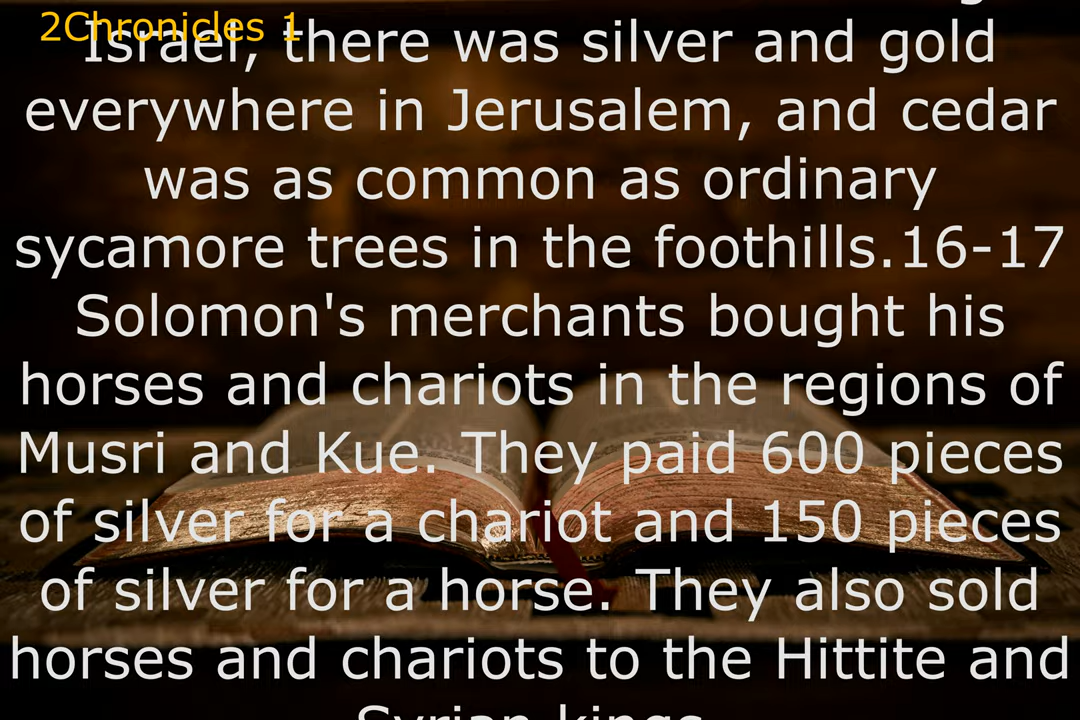 2Chronicles 1
Israel, there was silver and gold
everywhere in Jerusalem, and cedar
was as common as ordinary
sycamore trees in the foothills.16-17
Solomon's merchants bought his
horses and chariots in the regions of
Musri and Kue. They paid 600 pieces
of silver for a chariot and 150 pieces
of silver for a horse. They also sold
horses and chariots to the Hittite and
Syrian kings.